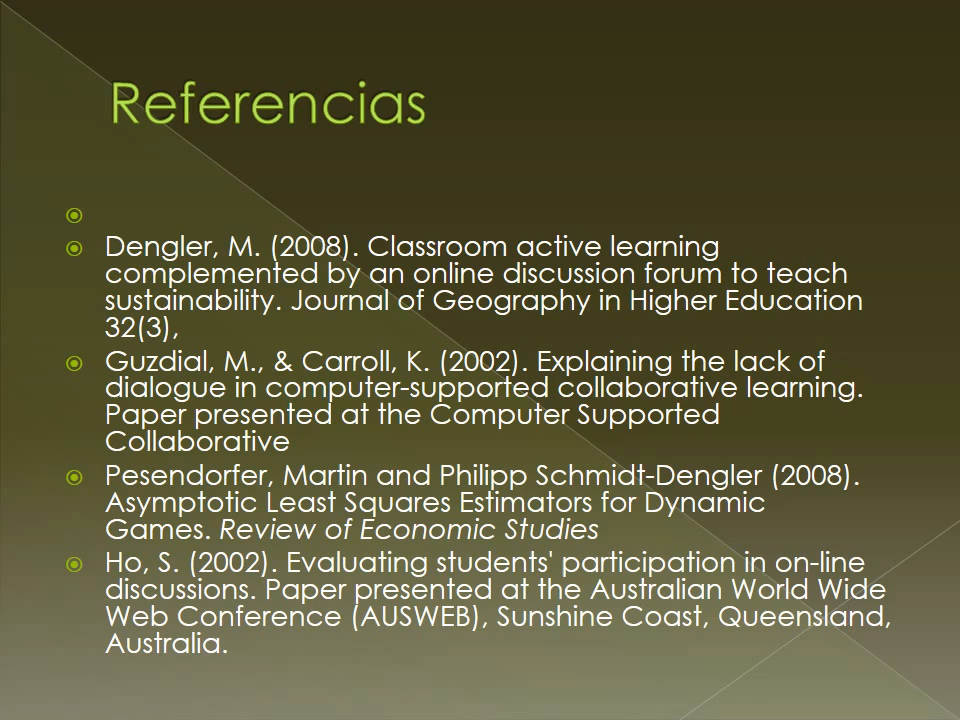 Referencias
Dengler, M. (2008). Classroom active learning
complemented by an online discussion forum to teach
sustainability. Journal of Geography in Higher Education
32(3),
Guzdial, M., & Carroll, K. (2002). Explaining the lack of
dialogue in computer-supported collaborative learning.
Paper presented at the Computer Supported
Collaborative
Pesendorfer, Martin and Philipp Schmidt-Dengler (2008).
Asymptotic Least Squares Estimators for Dynamic
Games. Review of Economic Studies
Ho, S. (2002). Evaluating students' participation in on-line
discussions. Paper presented at the Australian World Wide
Web Conference (AUSWEB), Sunshine Coast, Queensland,
Australia.